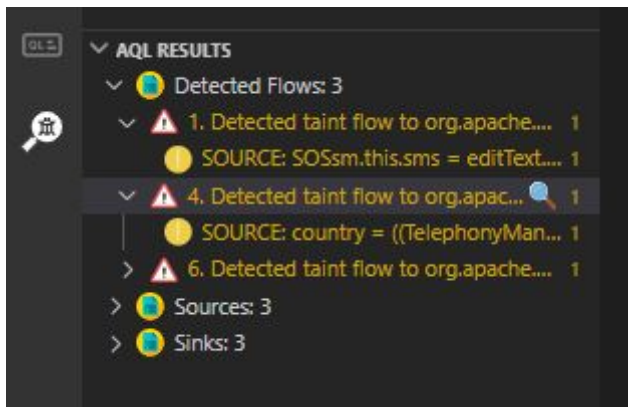 QL
AQL RESULTS
Detected Flows: 3
1. Detected taint flow to org.apache.... 1
SOURCE: SOSsm.this.sms = editText.... 1
4. Detected taint flow to org.apac... 1
SOURCE: country = ((TelephonyMan... 1
6. Detected taint flow to org.apache.... 1
Sources: 3
Sinks: 3